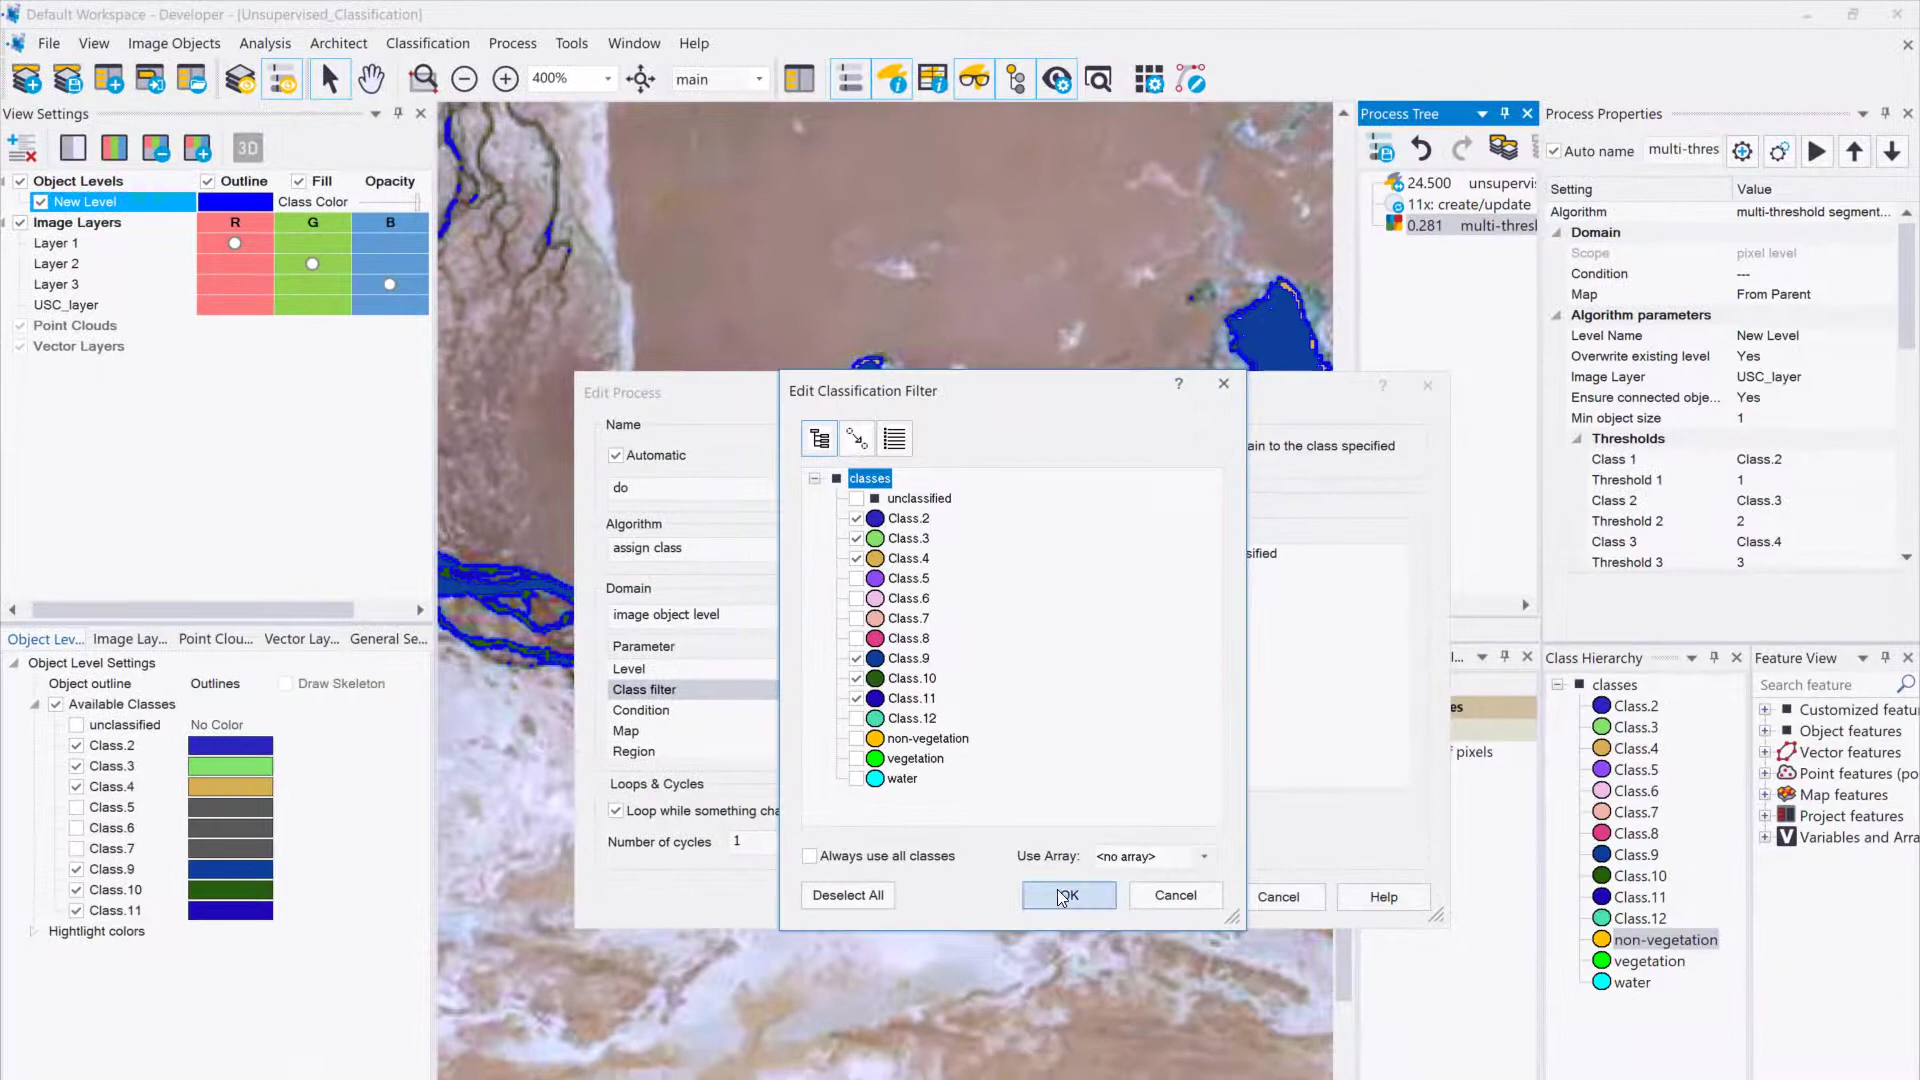 Default Workspace - Developer - [Unsupervised_Classification]
File View Image Objects Analysis Architect Classification Process Tools Window Help
400%
main
View Settings
3D
Object Levels Outline Fill Opacity
New Level Class Color
Image Layers R G B
Layer 1
Layer 2
Layer 3
USC_layer
Point Clouds
Vector Layers
Object Lev... Image Lay... Point Clou... Vector Lay... General Se...
Object Level Settings
Object outline Outlines Draw Skeleton
Available Classes
unclassified No Color
Class.2
Class.3
Class.4
Class.5
Class.6
Class.7
Class.9
Class.10
Class.11
Hightlight colors
Edit Process
Name
Automatic
do
Algorithm
assign class
Domain
image object level
Parameter
Level
Class filter
Condition
Map
Region
Loops & Cycles
Loop while something cha
Number of cycles 1
ain to the class specified
sified
Cancel Help
Edit Classification Filter
classes
unclassified
Class.2
Class.3
Class.4
Class.5
Class.6
Class.7
Class.8
Class.9
Class.10
Class.11
Class.12
non-vegetation
vegetation
water
Always use all classes Use Array: <no array>
Deselect All OK Cancel
Process Tree
24.500 unsupervis
11x: create/update
0.281 multi-thresh
Process Properties
Auto name multi-thres
Setting Value
Algorithm multi-threshold segment...
Domain
Scope pixel level
Condition ---
Map From Parent
Algorithm parameters
Level Name New Level
Overwrite existing level Yes
Image Layer USC_layer
Ensure connected obje... Yes
Min object size 1
Thresholds
Class 1 Class.2
Threshold 1 1
Class 2 Class.3
Threshold 2 2
Class 3 Class.4
Threshold 3 3
I...
es
f pixels
Class Hierarchy
classes
Class.2
Class.3
Class.4
Class.5
Class.6
Class.7
Class.8
Class.9
Class.10
Class.11
Class.12
non-vegetation
vegetation
water
Feature View
Search feature
Customized featu
Object features
Vector features
Point features (po
Map features
Project features
Variables and Arra